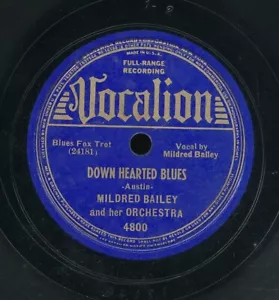 MADE IN U.S.A.
FULL-RANGE
RECORDING
Vocalion
Blues Fox Trot
(24181)
Vocal by
Mildred Bailey
DOWN HEARTED BLUES
-Austin-
MILDRED BAILEY
and her ORCHESTRA
4800